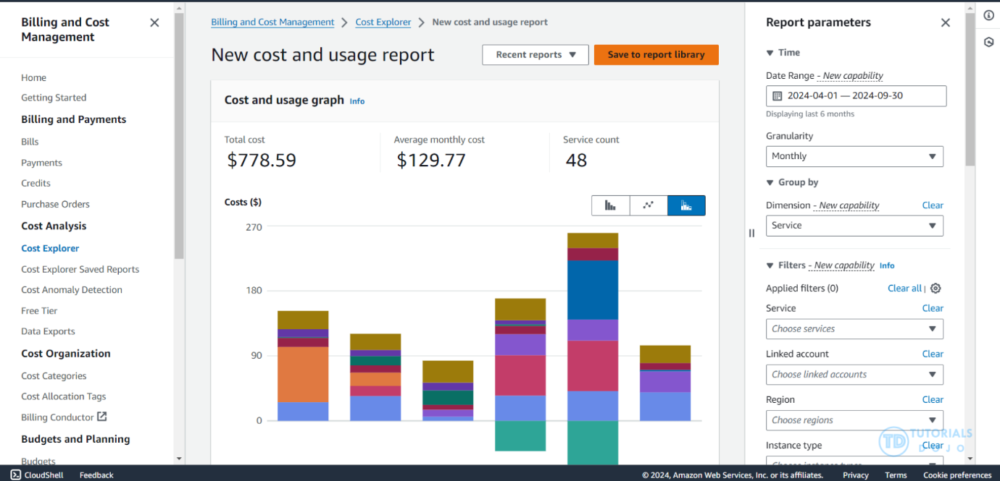 Billing and Cost
Management
Home
Getting Started
Billing and Payments
Bills
Payments
Credits
Purchase Orders
Cost Analysis
Cost Explorer
Cost Explorer Saved Reports
Cost Anomaly Detection
Free Tier
Data Exports
Cost Organization
Cost Categories
Cost Allocation Tags
Billing Conductor
Budgets and Planning
Budgets
Billing and Cost Management
Cost Explorer
New cost and usage report
New cost and usage report
Recent reports
Save to report library
Cost and usage graph Info
Total cost
$778.59
Average monthly cost
$129.77
Service count
48
Costs ($)
270
180
90
0
Report parameters
Time
Date Range - New capability
2024-04-01 — 2024-09-30
Displaying last 6 months
Granularity
Monthly
Group by
Dimension - New capability Clear
Service
Filters - New capability Info
Applied filters (0) Clear all |
Service Clear
Choose services
Linked account Clear
Choose linked accounts
Region Clear
Choose regions
Instance type Clear
Choose instance types
TD TUTORIALS
DOJO
CloudShell Feedback © 2024, Amazon Web Services, Inc. or its affiliates. Privacy Terms Cookie preferences